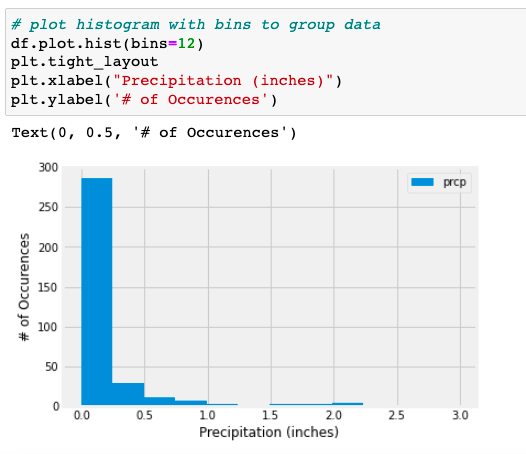 # plot histogram with bins to group data
df.plot.hist(bins=12)
plt.tight_layout
plt.xlabel("Precipitation (inches)")
plt.ylabel('# of Occurences')
Text(0, 0.5, '# of Occurences')
300
prcp
250
200
150
100
50
0
# of Occurences
0.0 0.5 1.0 1.5 2.0 2.5 3.0
Precipitation (inches)